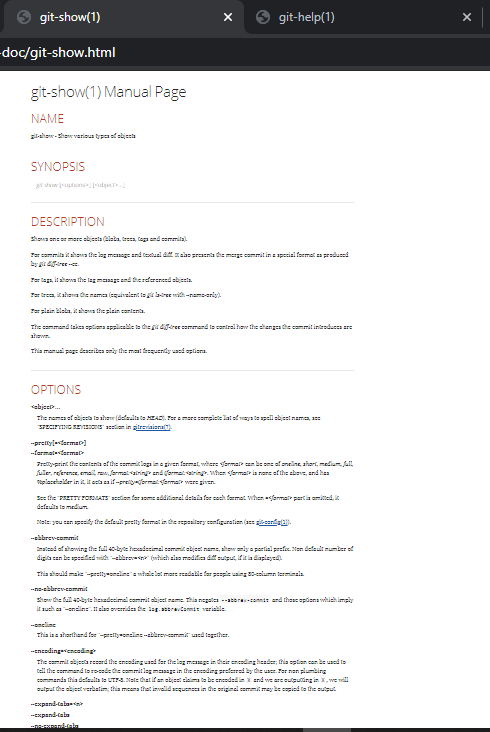 git-show(1)
git-help(1)
-doc/git-show.html
git-show(1) Manual Page
NAME
git-show - Show various types of objects
SYNOPSIS
git show [<options>] [<object>…]
DESCRIPTION
Shows one or more objects (blobs, trees, tags and commits).
For commits it shows the log message and textual diff. It also presents the merge commit in a special format as produced
by git diff-tree --cc.
For tags, it shows the tag message and the referenced objects.
For trees, it shows the names (equivalent to git ls-tree with --name-only).
For plain blobs, it shows the plain contents.
The command takes options applicable to the git diff-tree command to control how the changes the commit introduces are
shown.
This manual page describes only the most frequently used options.
OPTIONS
<object>…
The names of objects to show (defaults to HEAD). For a more complete list of ways to spell object names, see
"SPECIFYING REVISIONS" section in gitrevisions(7).
--pretty[=<format>]
--format=<format>
Pretty-print the contents of the commit logs in a given format, where <format> can be one of oneline, short, medium, full,
fuller, reference, email, raw, format:<string> and tformat:<string>. When <format> is none of the above, and has
%placeholder in it, it acts as if --pretty=tformat:<format> were given.
See the "PRETTY FORMATS" section for some additional details for each format. When =<format> part is omitted, it
defaults to medium.
Note: you can specify the default pretty format in the repository configuration (see git-config(1)).
--abbrev-commit
Instead of showing the full 40-byte hexadecimal commit object name, show only a partial prefix. Non default number of
digits can be specified with "--abbrev=<n>" (which also modifies diff output, if it is displayed).
This should make "--pretty=oneline" a whole lot more readable for people using 80-column terminals.
--no-abbrev-commit
Show the full 40-byte hexadecimal commit object name. This negates --abbrev-commit and those options which imply
it such as "--oneline". It also overrides the log.abbrevCommit variable.
--oneline
This is a shorthand for "--pretty=oneline --abbrev-commit" used together.
--encoding=<encoding>
The commit objects record the encoding used for the log message in their encoding header; this option can be used to
tell the command to re-code the commit log message in the encoding preferred by the user. For non plumbing
commands this defaults to UTF-8. Note that if an object claims to be encoded in X and we are outputting in X, we will
output the object verbatim; this means that invalid sequences in the original commit may be copied to the output.
--expand-tabs=<n>
--expand-tabs
--no-expand-tabs